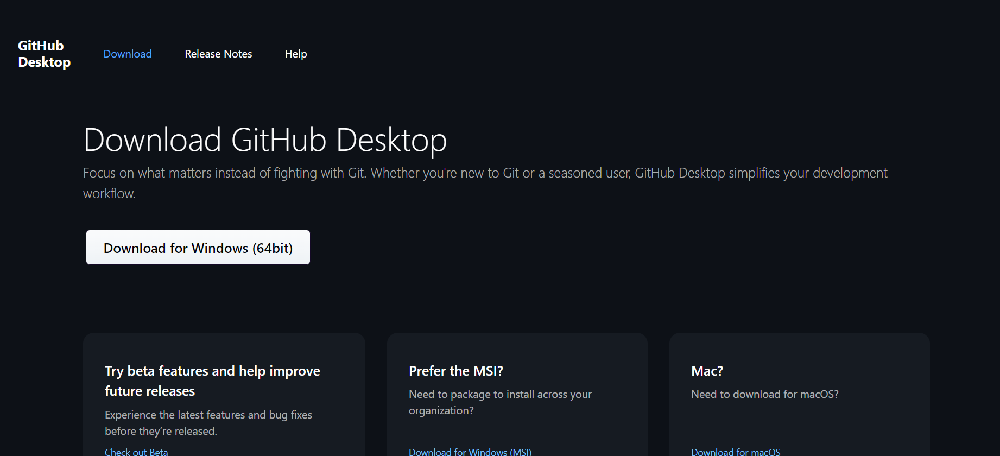 GitHub
Desktop
Download
Release Notes
Help
Download GitHub Desktop
Focus on what matters instead of fighting with Git. Whether you're new to Git or a seasoned user, GitHub Desktop simplifies your development
workflow.
Download for Windows (64bit)
Try beta features and help improve
future releases
Experience the latest features and bug fixes
before they’re released.
Check out Beta
Prefer the MSI?
Need to package to install across your
organization?
Download for Windows (MSI)
Mac?
Need to download for macOS?
Download for macOS